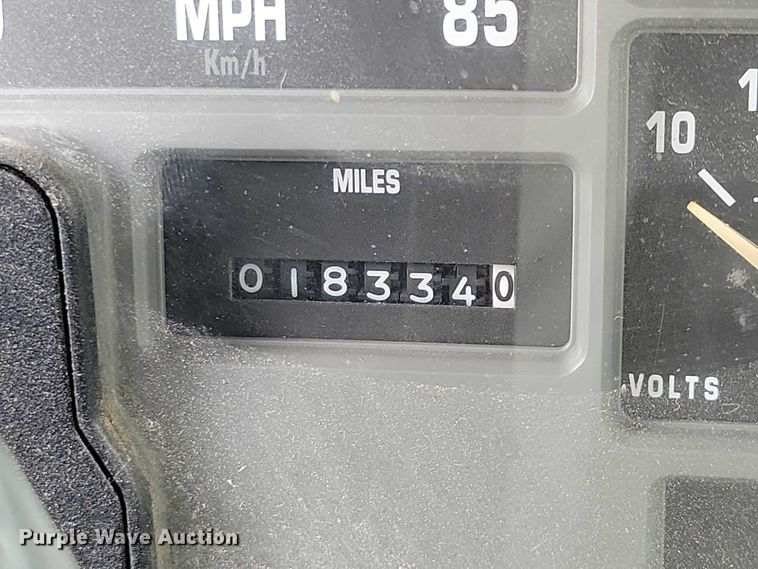 MPH 85
Km/h
10
MILES
0183340
VOLTS
Purple Wave Auction